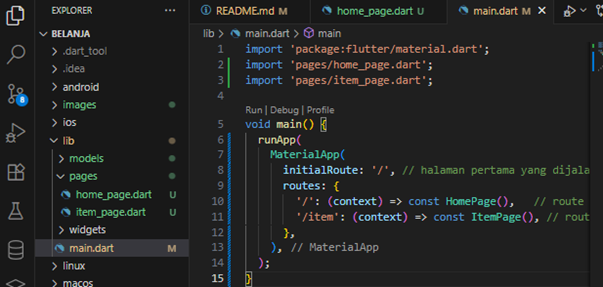 EXPLORER
BELANJA
.dart_tool
.idea
android
images
ios
lib
models
pages
home_page.dart U
item_page.dart U
widgets
main.dart M
linux
macos
8
README.md M
home_page.dart U
main.dart M
lib > main.dart > main
1 import 'package:flutter/material.dart';
2 import 'pages/home_page.dart';
3 import 'pages/item_page.dart';
4
Run | Debug | Profile
5 void main() {
6 runApp(
7 MaterialApp(
8 initialRoute: '/', // halaman pertama yang dijala
9 routes: {
10 '/': (context) => const HomePage(), // route
11 '/item': (context) => const ItemPage(), // rout
12 },
13 ), // MaterialApp
14 );
15 }